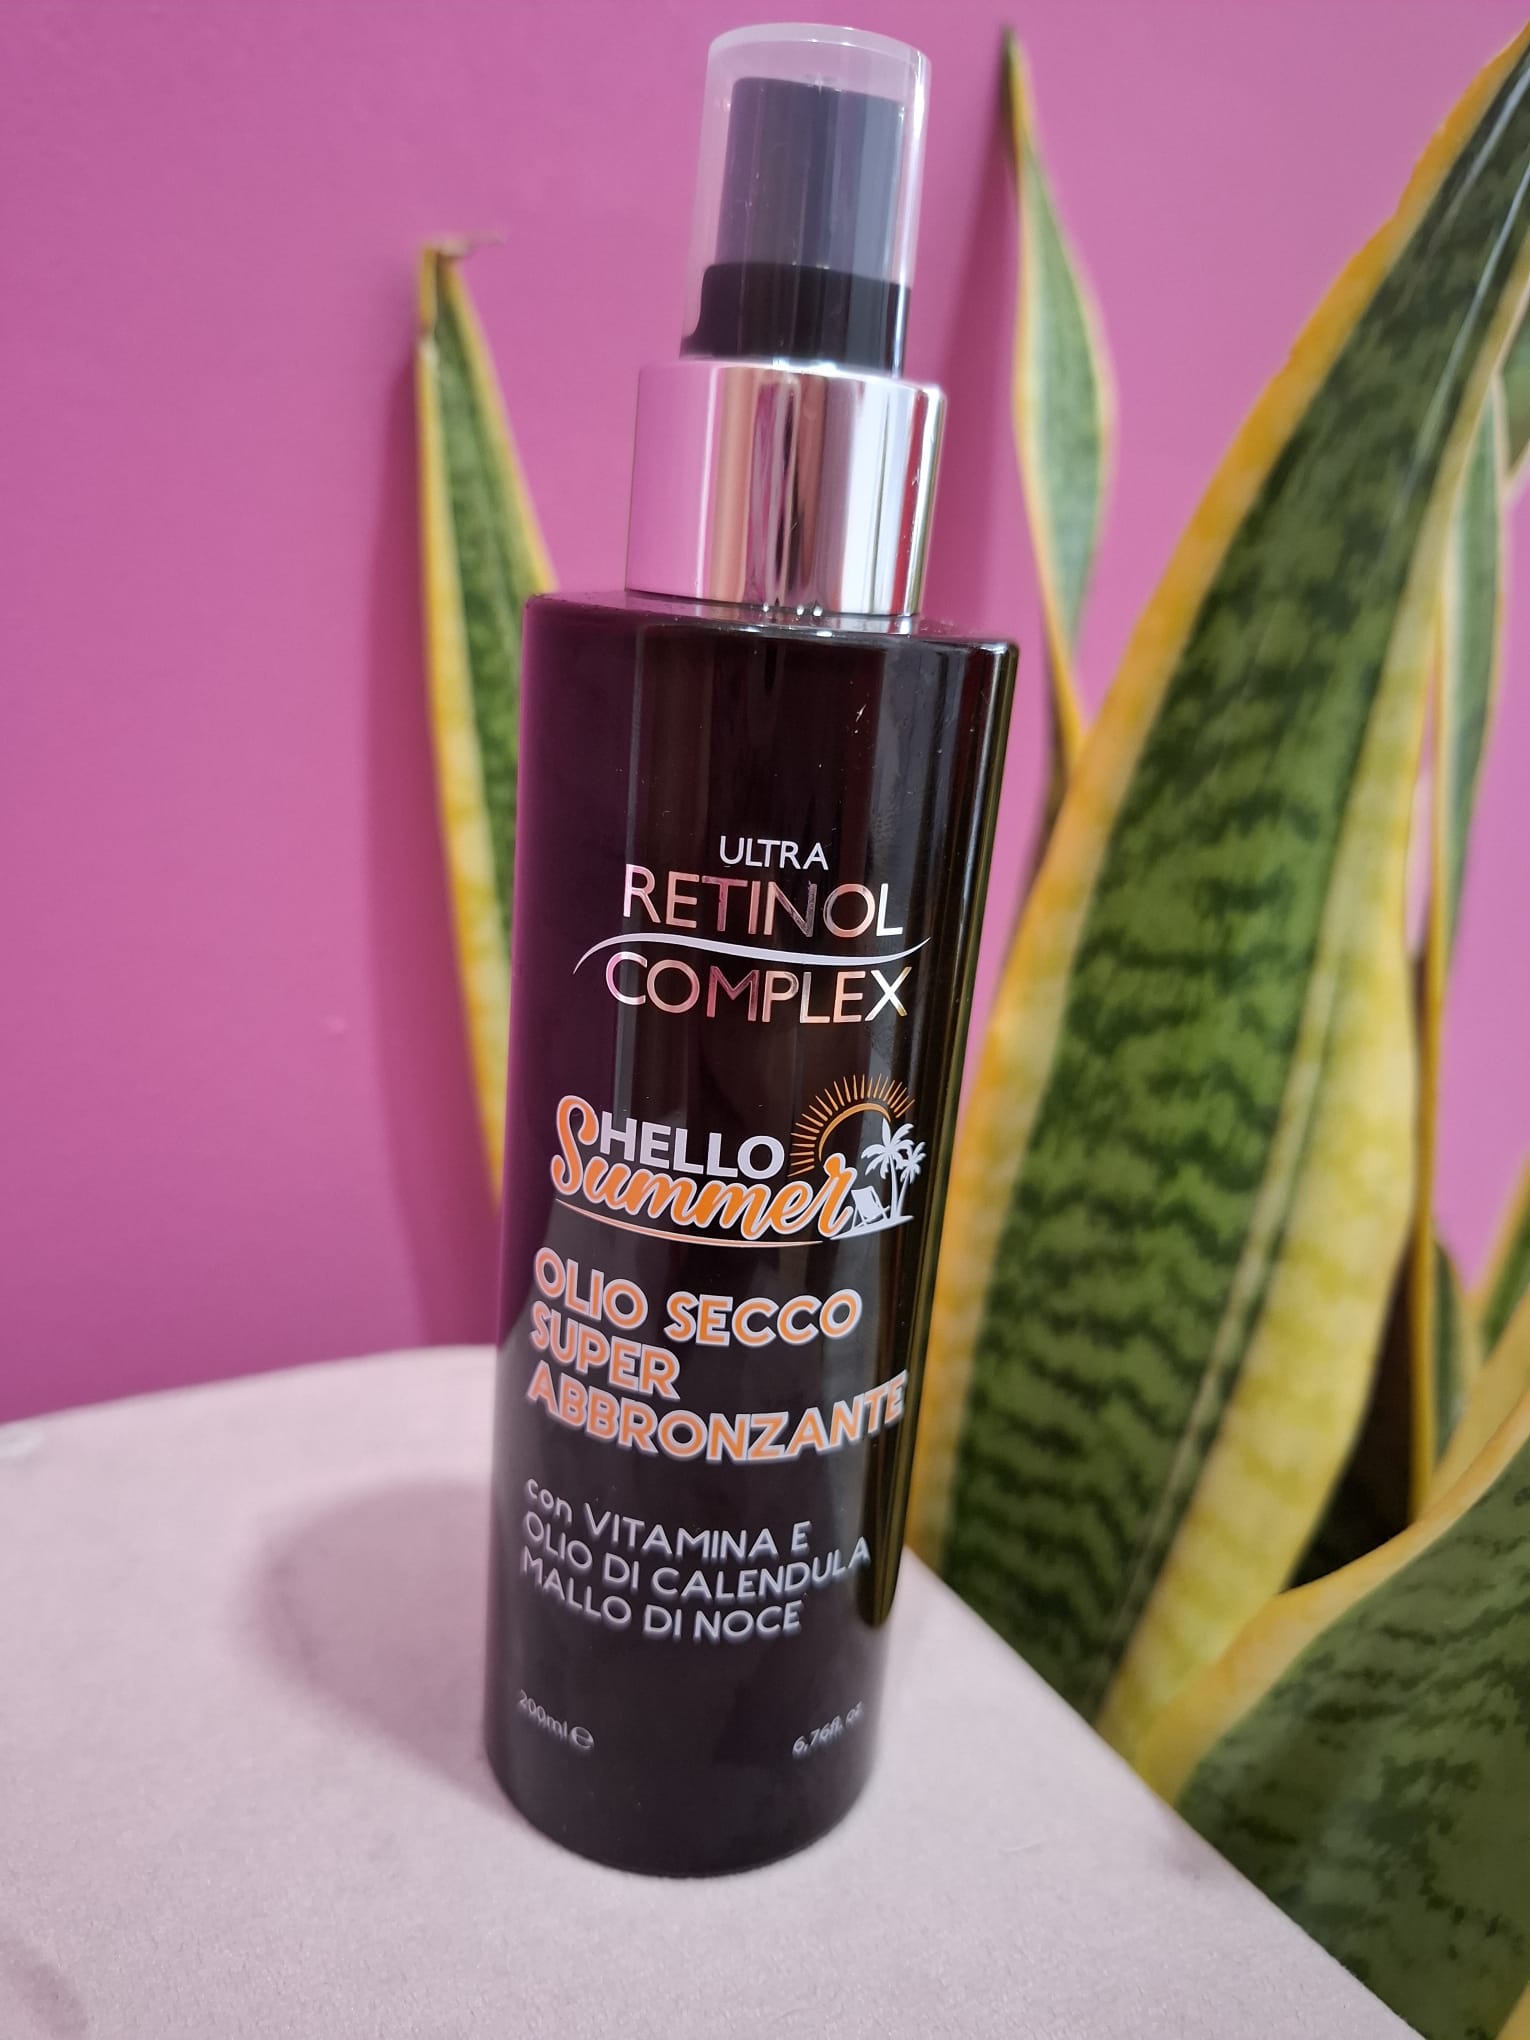 ULTRA
RETINOL
COMPLEX
HELLO
Summer
OLIO SECCO
SUPER
ABBRONZANTE
con VITAMINA E
OLIO DI CALENDULA
MALLO DI NOCE
200ml e
6,76fl. oz